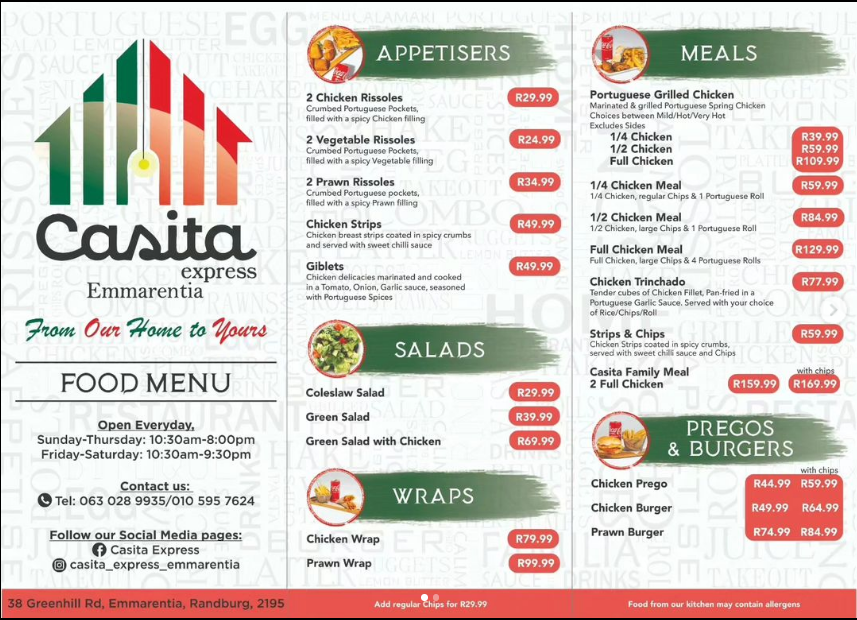 Casita
express
Emmarentia
From Our Home to Yours
FOOD MENU
Open Everyday,
Sunday-Thursday: 10:30am-8:00pm
Friday-Saturday: 10:30am-9:30pm
Contact us:
Tel: 063 028 9935/010 595 7624
Follow our Social Media pages:
Casita Express
casita_express_emmarentia
APPETISERS
2 Chicken Rissoles R29.99
Crumbed Portuguese Pockets,
filled with a spicy Chicken filling
2 Vegetable Rissoles R24.99
Crumbed Portuguese Pockets,
filled with a spicy Vegetable filling
2 Prawn Rissoles R34.99
Crumbed Portuguese pockets,
filled with a spicy Prawn filling
Chicken Strips R49.99
Chicken breast strips coated in spicy crumbs
and served with sweet chilli sauce
Giblets R49.99
Chicken delicacies marinated and cooked
in a Tomato, Onion, Garlic sauce, seasoned
with Portuguese Spices
SALADS
Coleslaw Salad R29.99
Green Salad R39.99
Green Salad with Chicken R69.99
WRAPS
Chicken Wrap R79.99
Prawn Wrap R99.99
MEALS
Portuguese Grilled Chicken
Marinated & grilled Portuguese Spring Chicken
Choices between Mild/Hot/Very Hot
Excludes Sides
1/4 Chicken R39.99
1/2 Chicken R59.99
Full Chicken R109.99
1/4 Chicken Meal R59.99
1/4 Chicken, regular Chips & 1 Portuguese Roll
1/2 Chicken Meal R84.99
1/2 Chicken, large Chips & 1 Portuguese Roll
Full Chicken Meal R129.99
Full Chicken, large Chips & 4 Portuguese Rolls
Chicken Trinchado R77.99
Tender cubes of Chicken Fillet, Pan-fried in a
Portuguese Garlic Sauce. Served with your choice
of Rice/Chips/Roll
Strips & Chips R59.99
Chicken Strips coated in spicy crumbs,
served with sweet chilli sauce and Chips
Casita Family Meal with chips
2 Full Chicken R159.99 R169.99
PREGOS
& BURGERS
with chips
Chicken Prego R44.99 R59.99
Chicken Burger R49.99 R64.99
Prawn Burger R74.99 R84.99
38 Greenhill Rd, Emmarentia, Randburg, 2195
Add regular Chips for R29.99
Food from our kitchen may contain allergens